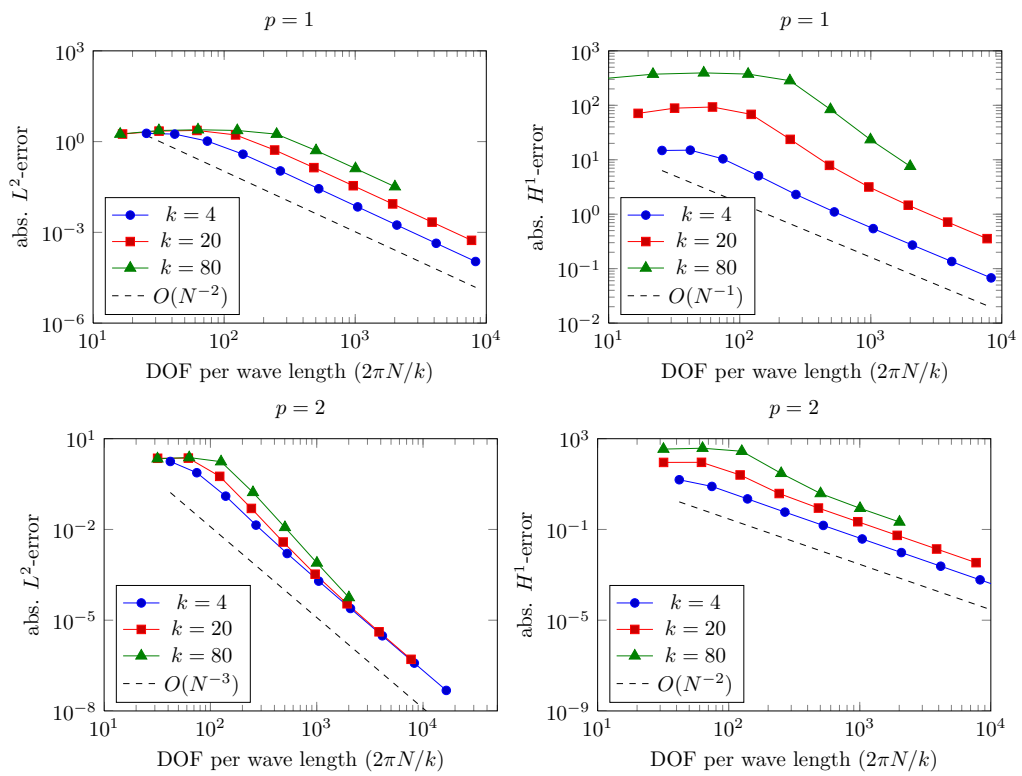 p = 1
10^3
10^0
10^−3
10^−6
abs. L^2-error
k = 4
k = 20
k = 80
O(N^−2)
10^1
10^2
10^3
10^4
DOF per wave length (2πN/k)
p = 1
10^3
10^2
10^1
10^0
10^−1
10^−2
abs. H^1-error
k = 4
k = 20
k = 80
O(N^−1)
10^1
10^2
10^3
10^4
DOF per wave length (2πN/k)
p = 2
10^1
10^−2
10^−5
10^−8
abs. L^2-error
k = 4
k = 20
k = 80
O(N^−3)
10^1
10^2
10^3
10^4
DOF per wave length (2πN/k)
p = 2
10^3
10^−1
10^−5
10^−9
abs. H^1-error
k = 4
k = 20
k = 80
O(N^−2)
10^1
10^2
10^3
10^4
DOF per wave length (2πN/k)